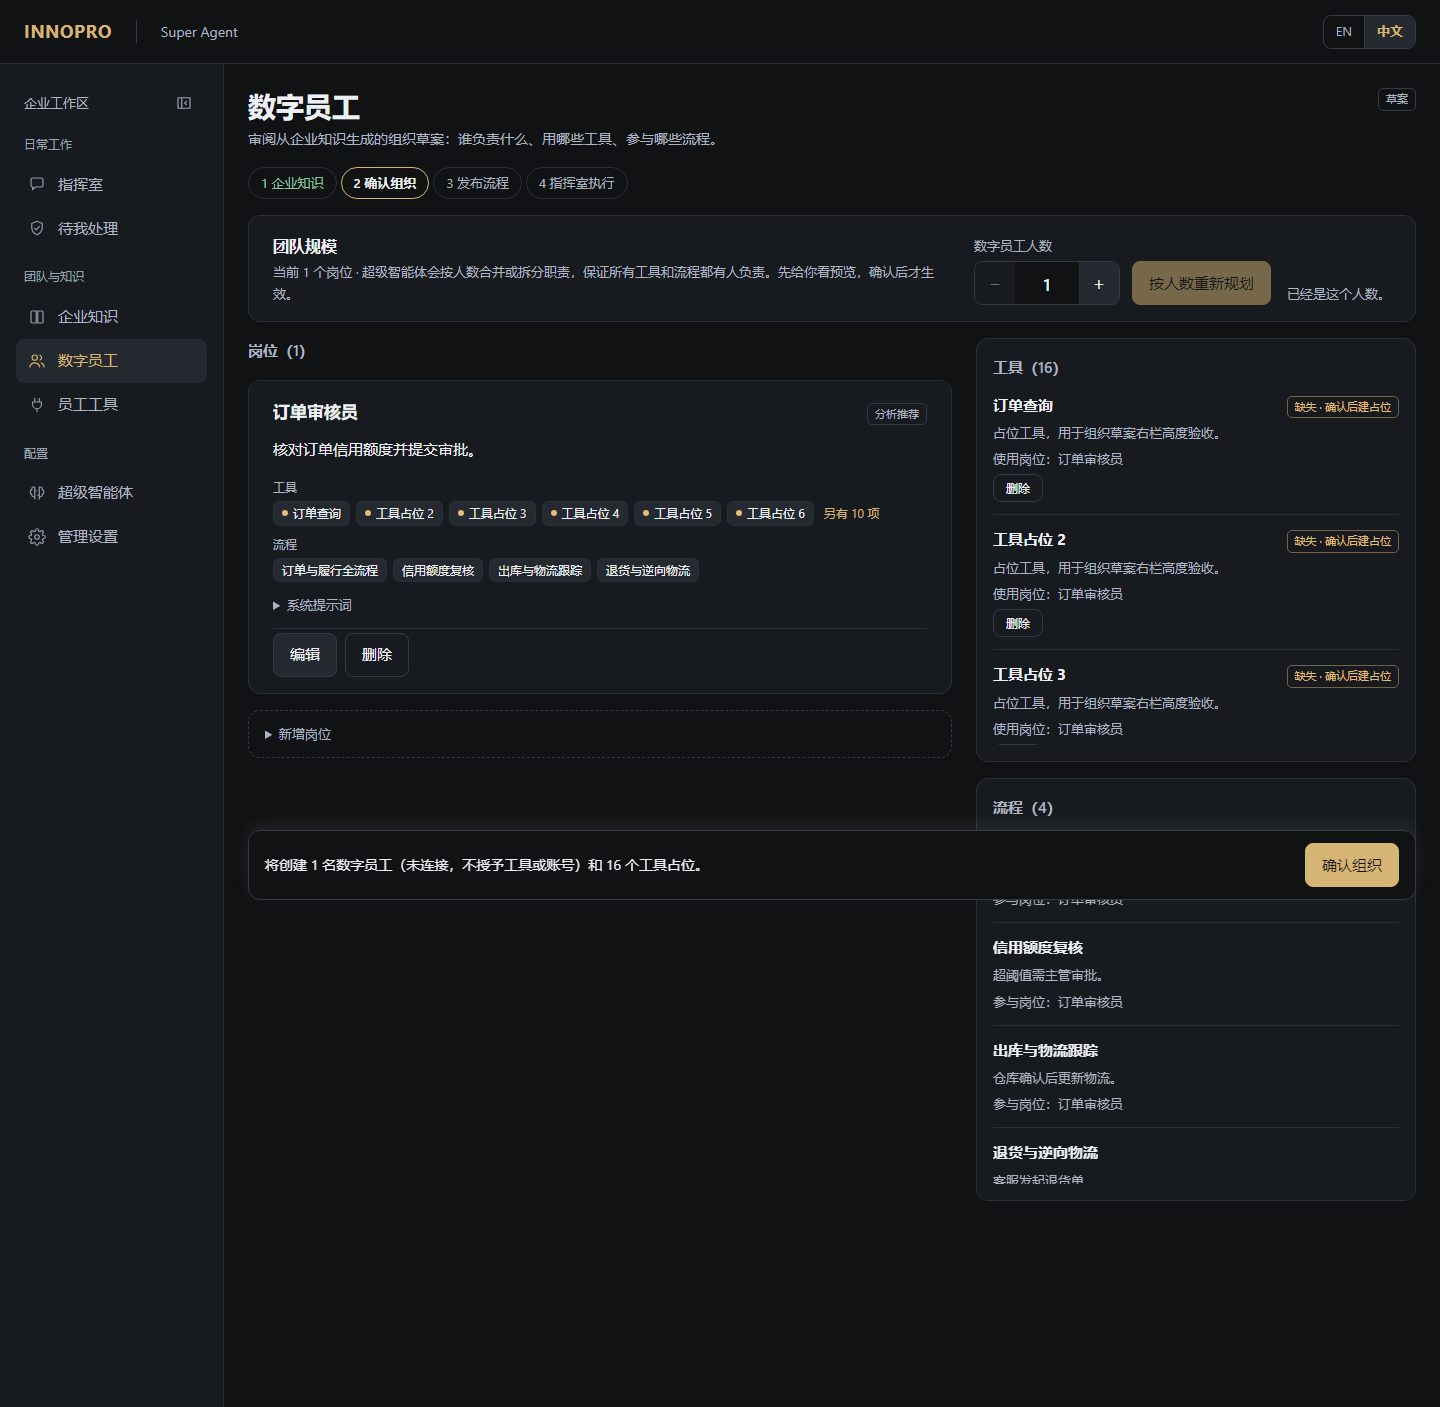 INNOPRO
Super Agent
EN
中文
企业工作区
日常工作
指挥室
待我处理
团队与知识
企业知识
数字员工
员工工具
配置
超级智能体
管理设置
数字员工
草案
审阅从企业知识生成的组织草案：谁负责什么、用哪些工具、参与哪些流程。
1 企业知识
2 确认组织
3 发布流程
4 指挥室执行
团队规模
当前 1 个岗位 · 超级智能体会按人数合并或拆分职责，保证所有工具和流程都有人负责。先给你看预览，确认后才生
效。
数字员工人数
−
1
+
按人数重新规划
已经是这个人数。
岗位（1）
订单审核员
分析推荐
核对订单信用额度并提交审批。
工具
订单查询
工具占位 2
工具占位 3
工具占位 4
工具占位 5
工具占位 6
另有 10 项
流程
订单与履行全流程
信用额度复核
出库与物流跟踪
退货与逆向物流
系统提示词
编辑
删除
新增岗位
工具（16）
订单查询
缺失 · 确认后建占位
占位工具，用于组织草案右栏高度验收。
使用岗位：订单审核员
删除
工具占位 2
缺失 · 确认后建占位
占位工具，用于组织草案右栏高度验收。
使用岗位：订单审核员
删除
工具占位 3
缺失 · 确认后建占位
占位工具，用于组织草案右栏高度验收。
使用岗位：订单审核员
流程（4）
将创建 1 名数字员工（未连接，不授予工具或账号）和 16 个工具占位。
确认组织
参与岗位：订单审核员
信用额度复核
超阈值需主管审批。
参与岗位：订单审核员
出库与物流跟踪
仓库确认后更新物流。
参与岗位：订单审核员
退货与逆向物流
客服发起退货单